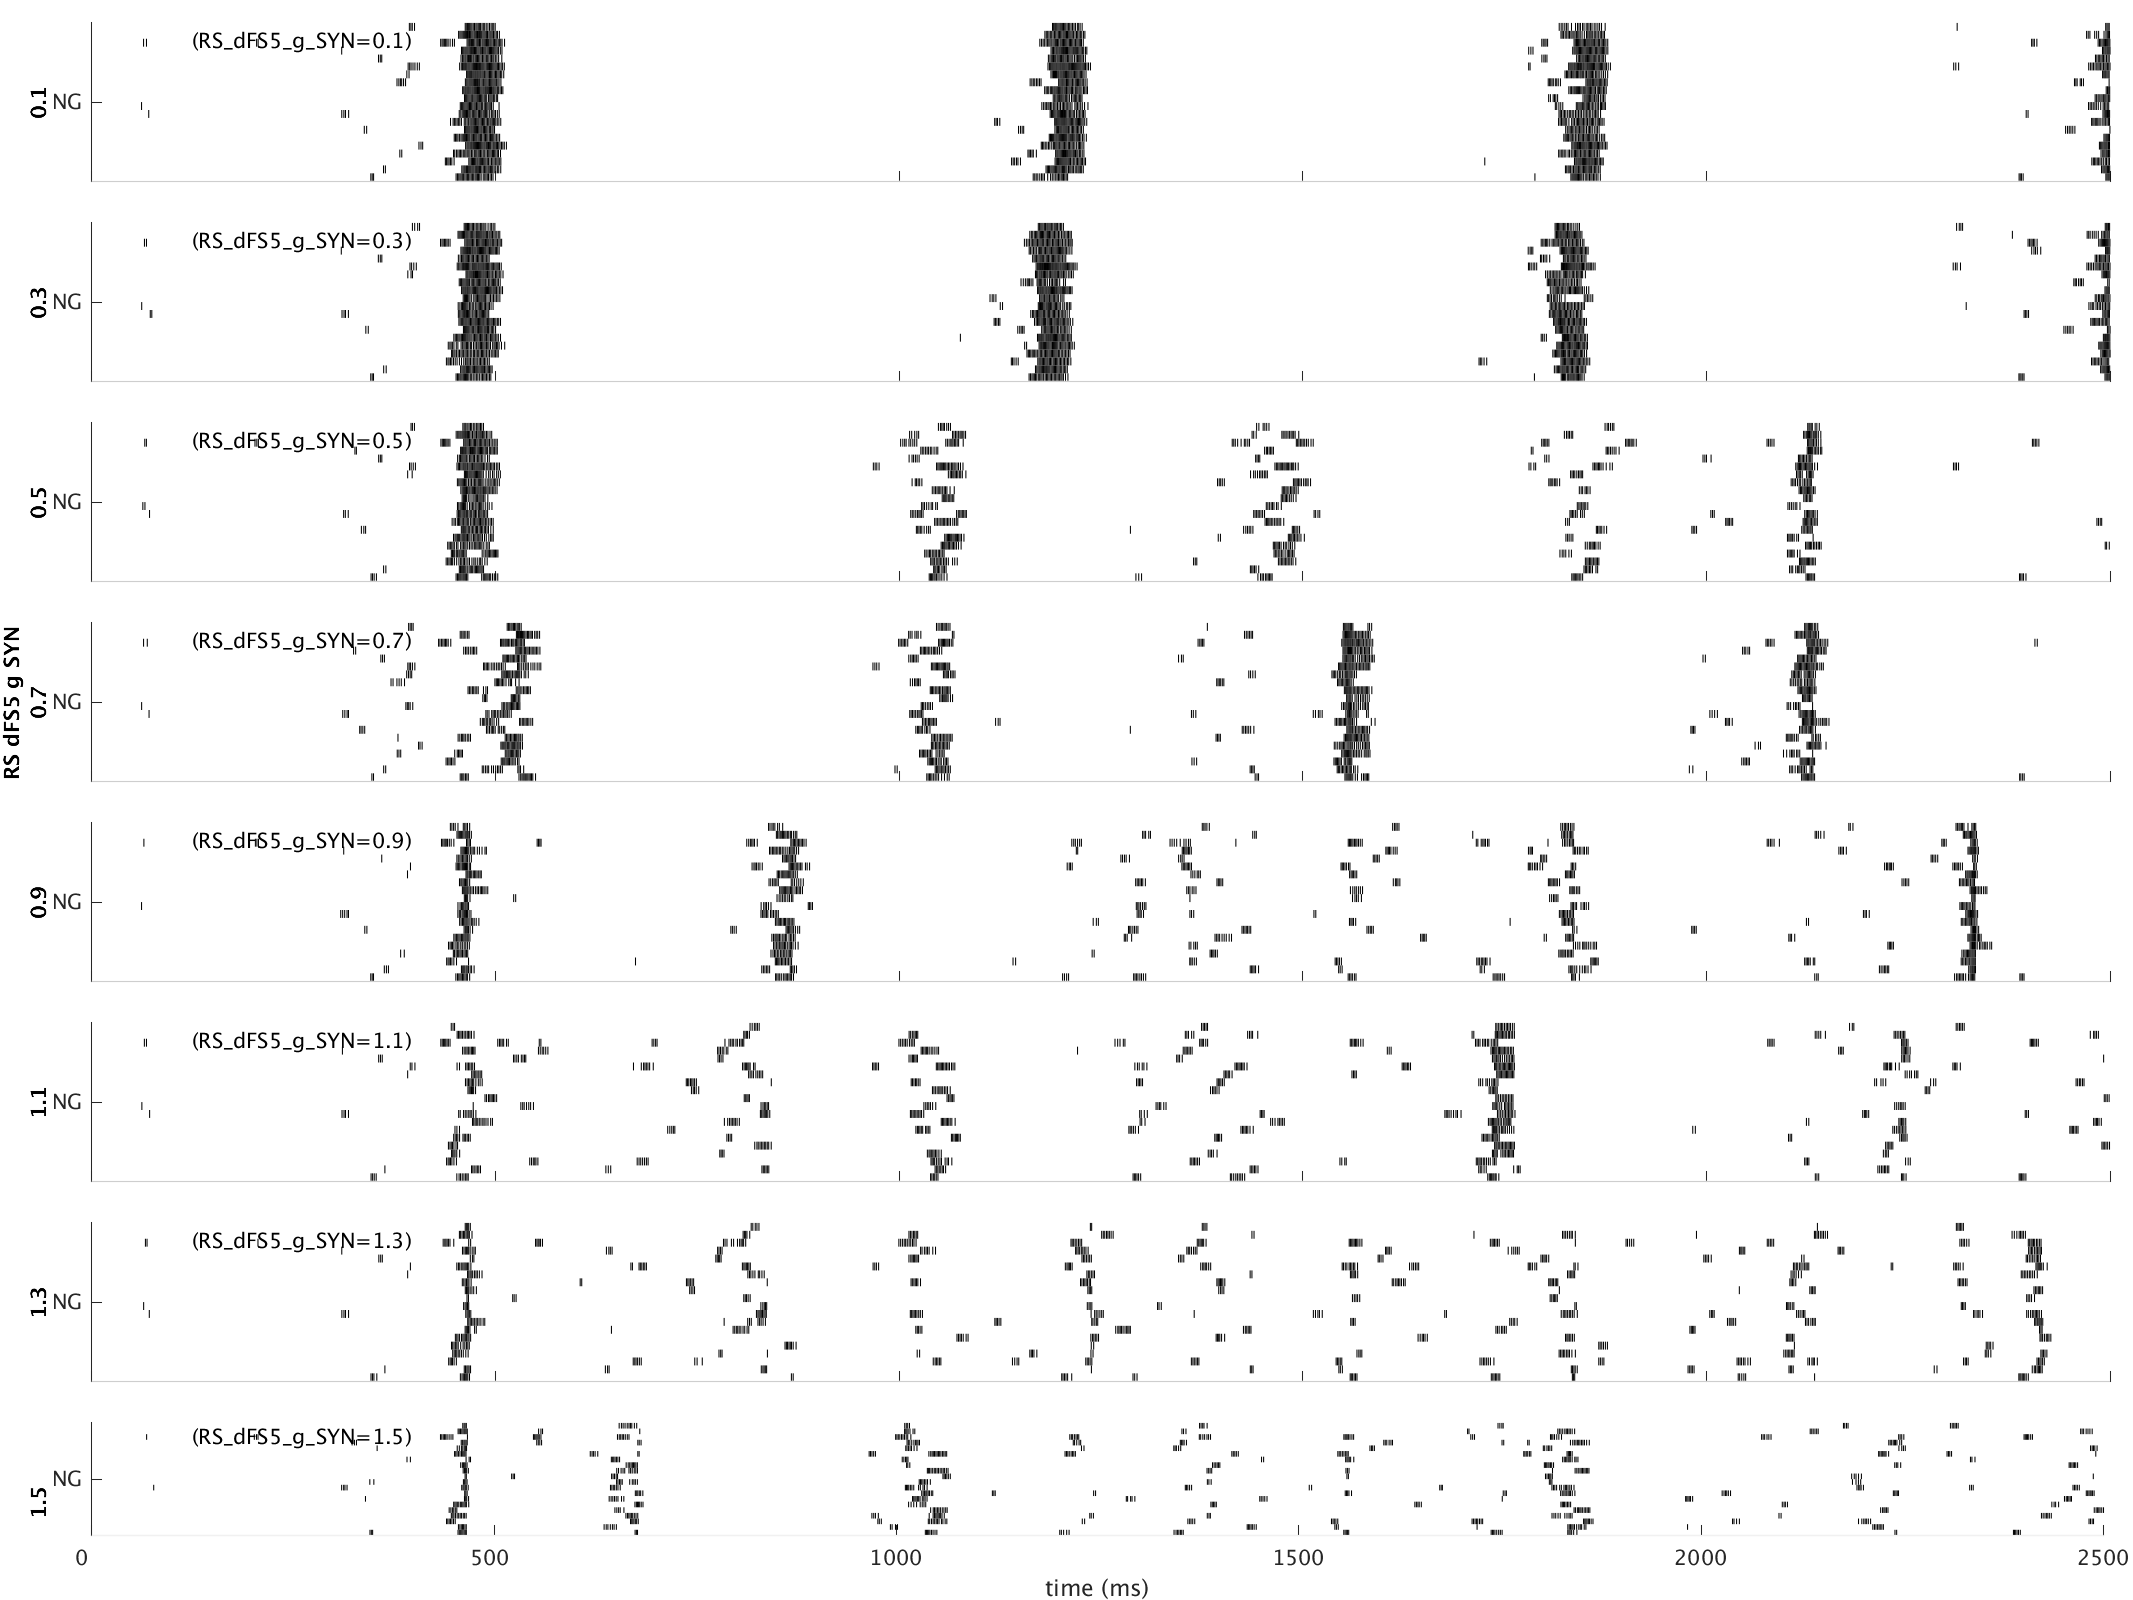 (RS_dFS5_g_SYN=0.1)
0.1 NG
(RS_dFS5_g_SYN=0.3)
0.3 NG
(RS_dFS5_g_SYN=0.5)
0.5 NG
RS dFS5 g SYN
(RS_dFS5_g_SYN=0.7)
0.7 NG
(RS_dFS5_g_SYN=0.9)
0.9 NG
(RS_dFS5_g_SYN=1.1)
1.1 NG
(RS_dFS5_g_SYN=1.3)
1.3 NG
(RS_dFS5_g_SYN=1.5)
1.5 NG
0 500 1000 1500 2000 2500
time (ms)